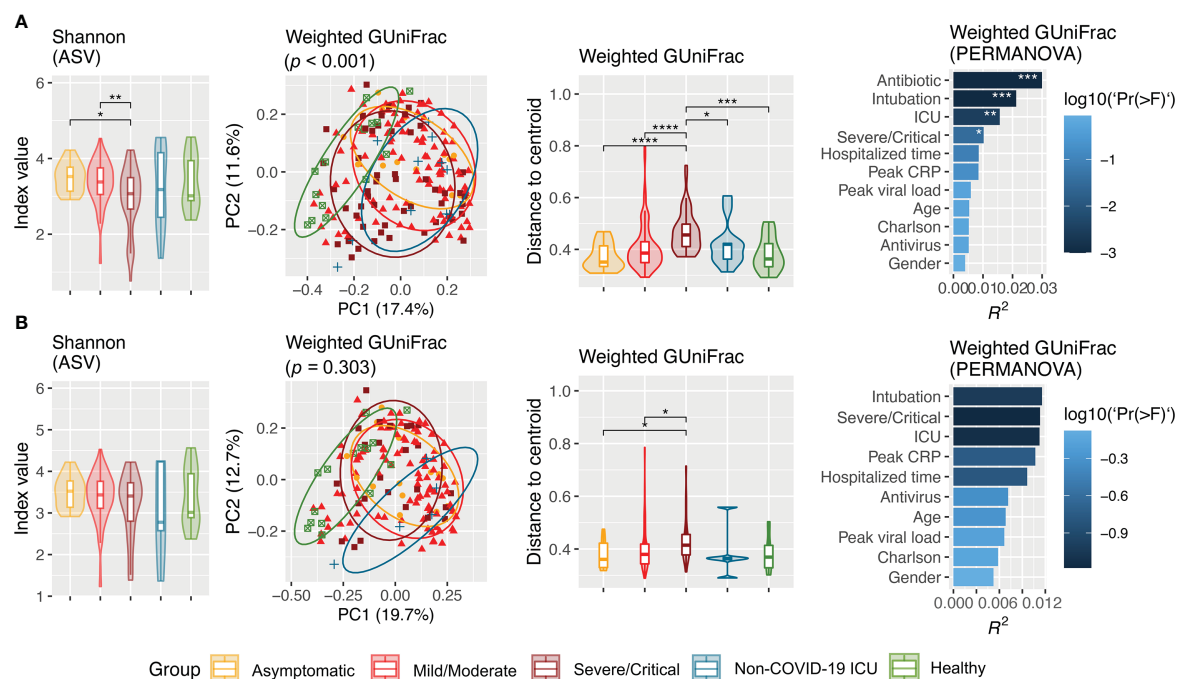 A
Shannon
(ASV)
Index value
6
4
2
**
*
Weighted GUniFrac
(p < 0.001)
PC2 (11.6%)
0.2
0.0
−0.2
−0.4
−0.2
0.0
0.2
PC1 (17.4%)
Weighted GUniFrac
Distance to centroid
1.0
0.8
0.6
0.4
***
*
****
****
Weighted GUniFrac
(PERMANOVA)
Antibiotic
***
Intubation
***
ICU
**
Severe/Critical
*
Hospitalized time
Peak CRP
Peak viral load
Age
Charlson
Antivirus
Gender
0.000
0.01
0.02
0.03
R2
log10(‘Pr(>F)‘)
−1
−2
−3
B
Shannon
(ASV)
Index value
6
5
4
3
2
1
Weighted GUniFrac
(p = 0.303)
PC2 (12.7%)
0.2
0.0
−0.2
−0.50
−0.25
0.00
0.25
PC1 (19.7%)
Weighted GUniFrac
Distance to centroid
1.0
0.8
0.6
0.4
*
*
Weighted GUniFrac
(PERMANOVA)
Intubation
Severe/Critical
ICU
Peak CRP
Hospitalized time
Antivirus
Age
Peak viral load
Charlson
Gender
0.000
0.006
0.012
R2
log10(‘Pr(>F)‘)
−0.3
−0.6
−0.9
Group
Asymptomatic
Mild/Moderate
Severe/Critical
Non−COVID−19 ICU
Healthy